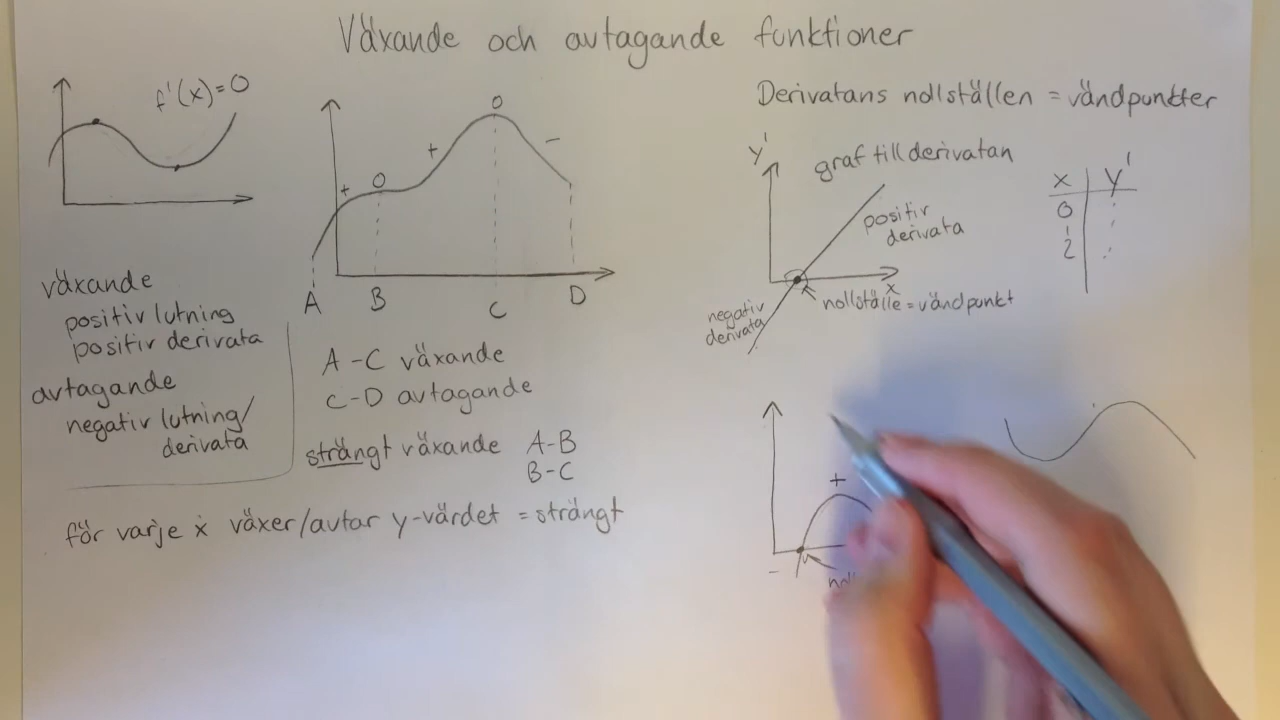 Växande och avtagande funktioner
f'(x)=0
växande
positiv lutning
positiv derivata
avtagande
negativ lutning/
derivata
+ 0 + 0 -
A B C D
A-C växande
C-D avtagande
strängt växande A-B
B-C
för varje x växer/avtar y-värdet = strängt
Derivatans nollställen = vändpunkter
y'
graf till derivatan
positiv
derivata
x
nollställe = vändpunkt
negativ
derivata
x y'
0
1
2
+
-